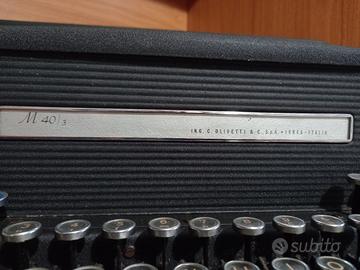 M 40/3
ING. C. OLIVETTI & C. S.p.A. - IVREA - ITALIA
subito